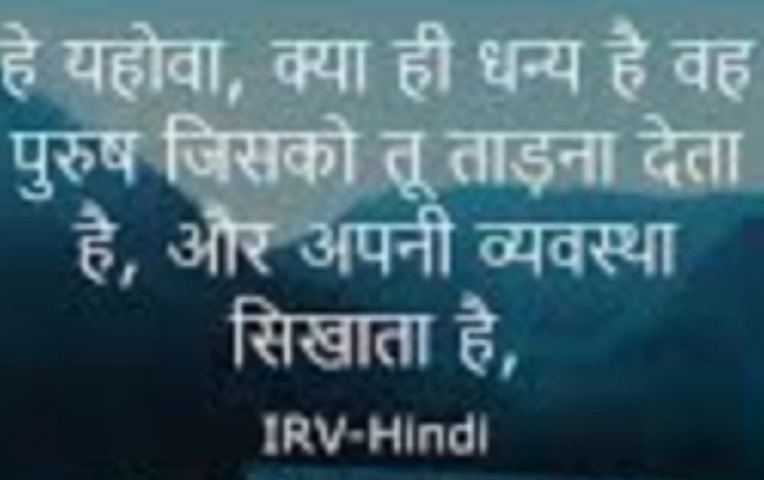 हे यहोवा, क्या ही धन्य है वह
पुरुष जिसको तू ताड़ना देता
है, और अपनी व्यवस्था
सिखाता है,
IRV-Hindi